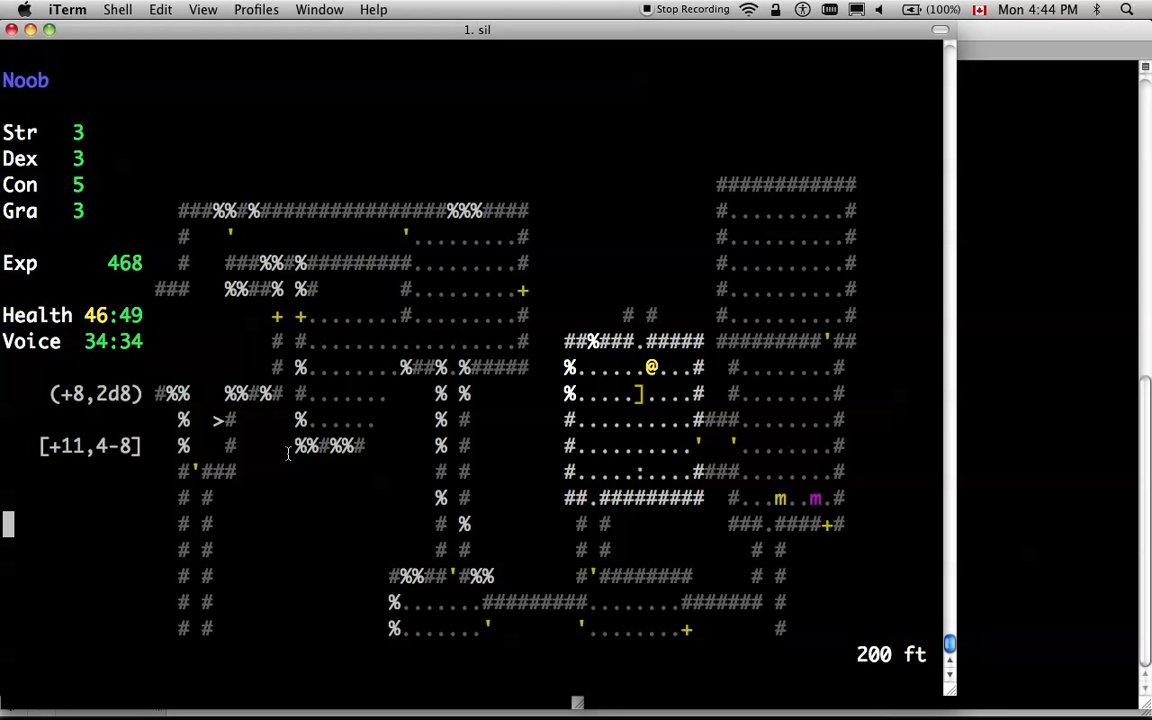 iTerm Shell Edit View Profiles Window Help Stop Recording (100%) Mon 4:44 PM
1. sil
Noob
Str 3
Dex 3
Con 5
Gra 3
Exp 468
Health 46:49
Voice 34:34
(+8,2d8)
[+11,4-8]
200 ft